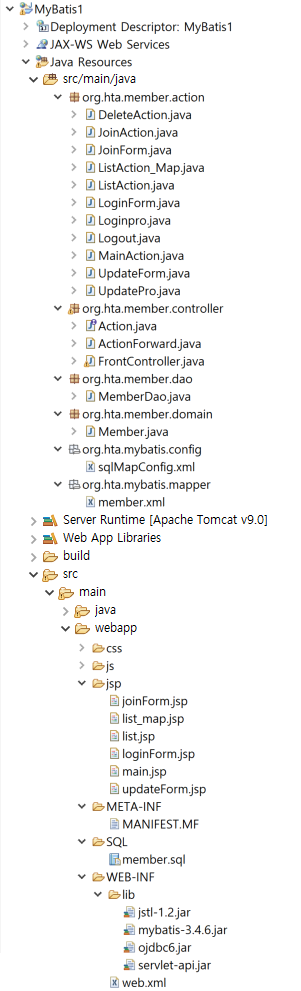 MyBatis1
Deployment Descriptor: MyBatis1
JAX-WS Web Services
Java Resources
src/main/java
org.hta.member.action
DeleteAction.java
JoinAction.java
JoinForm.java
ListAction_Map.java
ListAction.java
LoginForm.java
Loginpro.java
Logout.java
MainAction.java
UpdateForm.java
UpdatePro.java
org.hta.member.controller
Action.java
ActionForward.java
FrontController.java
org.hta.member.dao
MemberDao.java
org.hta.member.domain
Member.java
org.hta.mybatis.config
sqlMapConfig.xml
org.hta.mybatis.mapper
member.xml
Server Runtime [Apache Tomcat v9.0]
Web App Libraries
build
src
main
java
webapp
css
js
jsp
joinForm.jsp
list_map.jsp
list.jsp
loginForm.jsp
main.jsp
updateForm.jsp
META-INF
MANIFEST.MF
SQL
member.sql
WEB-INF
lib
jstl-1.2.jar
mybatis-3.4.6.jar
ojdbc6.jar
servlet-api.jar
web.xml